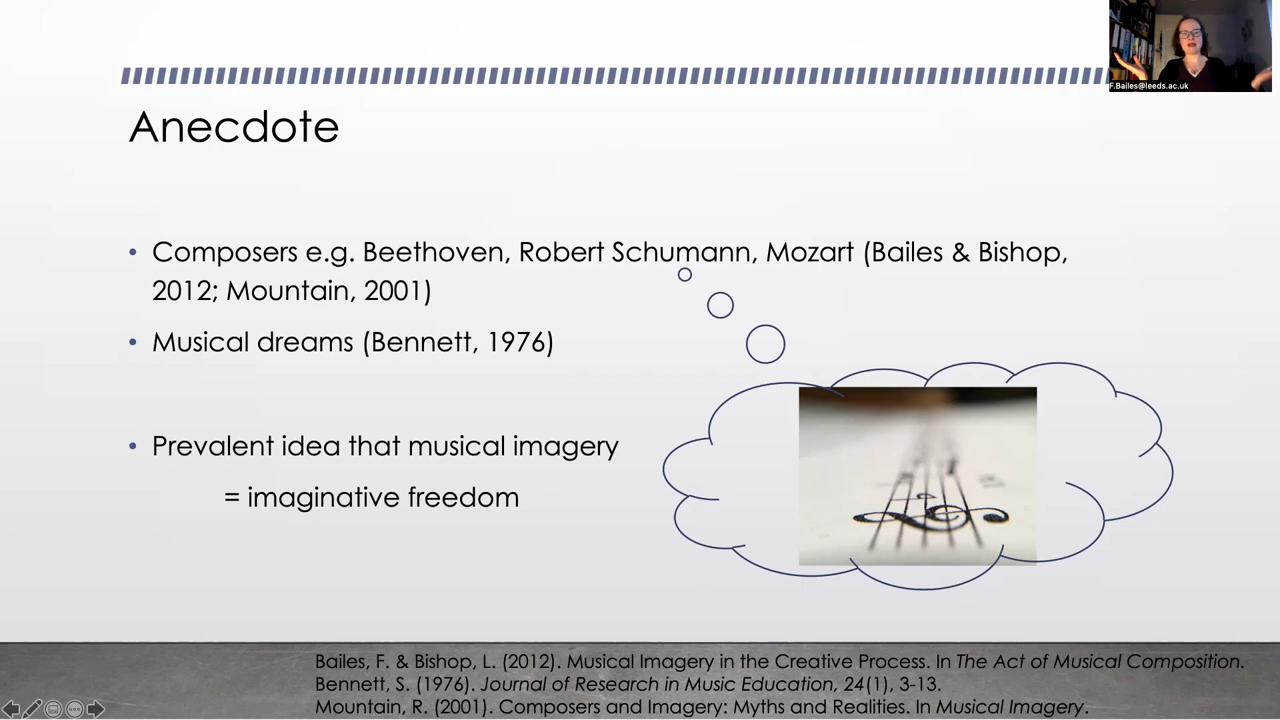 F.Bailes@leeds.ac.uk
Anecdote
• Composers e.g. Beethoven, Robert Schumann, Mozart (Bailes & Bishop,
2012; Mountain, 2001)
• Musical dreams (Bennett, 1976)
• Prevalent idea that musical imagery
= imaginative freedom
Bailes, F. & Bishop, L. (2012). Musical Imagery in the Creative Process. In The Act of Musical Composition.
Bennett, S. (1976). Journal of Research in Music Education, 24(1), 3-13.
Mountain, R. (2001). Composers and Imagery: Myths and Realities. In Musical Imagery.